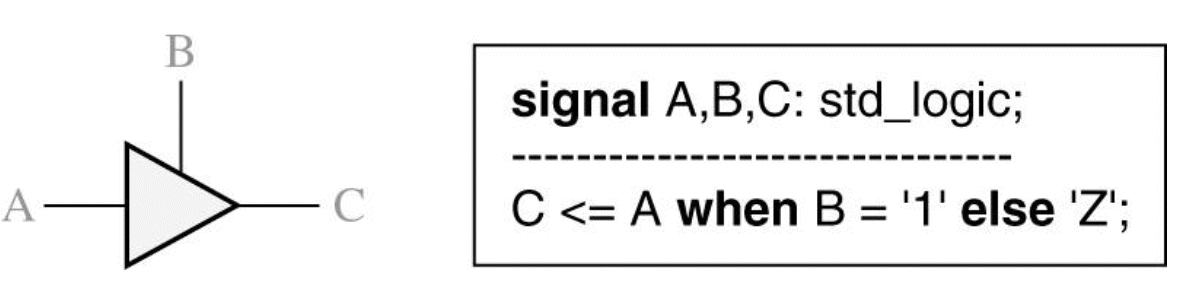 B
A
C
signal A,B,C: std_logic;
-------------------------------
C <= A when B = '1' else 'Z';